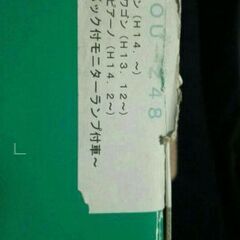 OU 248
ン（H14．～）
ワゴン（H13．12～）
ピアーノ（H14．2～）
ック付モニターランプ付車～